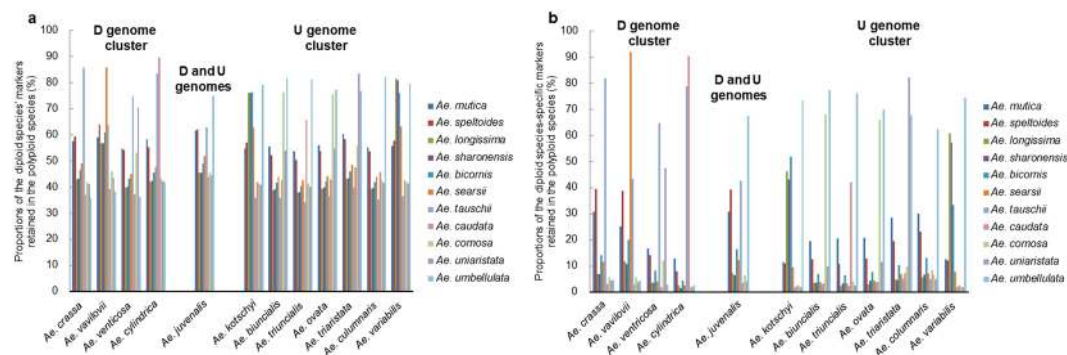 a
D genome
cluster
D and U
genomes
U genome
cluster
Proportions of the diploid species' markers
retained in the polyploid species (%)
100
90
80
70
60
50
40
30
20
10
0
Ae. crassa
Ae. vavilovii
Ae. venticosa
Ae. cylindrica
Ae. juvenalis
Ae. kotschyi
Ae. biuncialis
Ae. triuncialis
Ae. ovata
Ae. triaristata
Ae. columnaris
Ae. variabilis
Ae. mutica
Ae. speltoides
Ae. longissima
Ae. sharonensis
Ae. bicornis
Ae. searsii
Ae. tauschii
Ae. caudata
Ae. comosa
Ae. uniaristata
Ae. umbellulata
b
D genome
cluster
D and U
genomes
U genome
cluster
Proportions of the diploid species-specific markers
retained in the polyploid species (%)
100
90
80
70
60
50
40
30
20
10
0
Ae. crassa
Ae. vavilovii
Ae. ventricosa
Ae. cylindrica
Ae. juvenalis
Ae. kotschyi
Ae. biuncialis
Ae. triuncialis
Ae. ovata
Ae. triaristata
Ae. columnaris
Ae. variabilis
Ae. mutica
Ae. speltoides
Ae. longissima
Ae. sharonensis
Ae. bicornis
Ae. searsii
Ae. tauschii
Ae. caudata
Ae. comosa
Ae. uniaristata
Ae. umbellulata